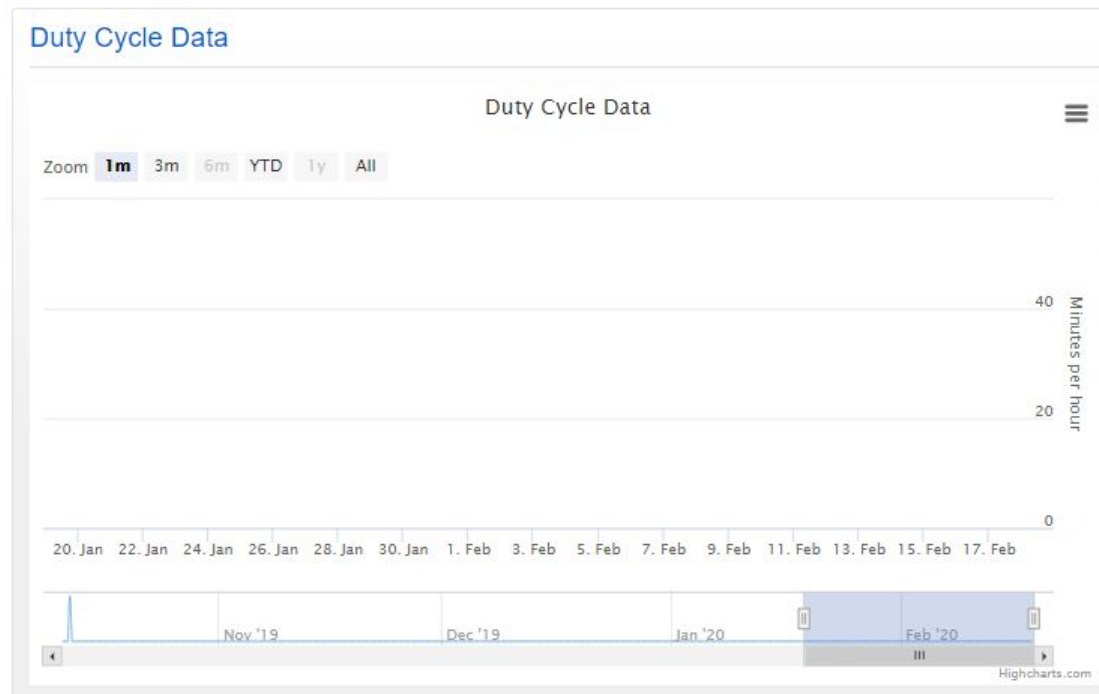 Duty Cycle Data
Duty Cycle Data
Zoom 1m 3m 6m YTD 1y All
40
20
0
Minutes per hour
20. Jan 22. Jan 24. Jan 26. Jan 28. Jan 30. Jan 1. Feb 3. Feb 5. Feb 7. Feb 9. Feb 11. Feb 13. Feb 15. Feb 17. Feb
Nov '19 Dec '19 Jan '20 Feb '20
Highcharts.com